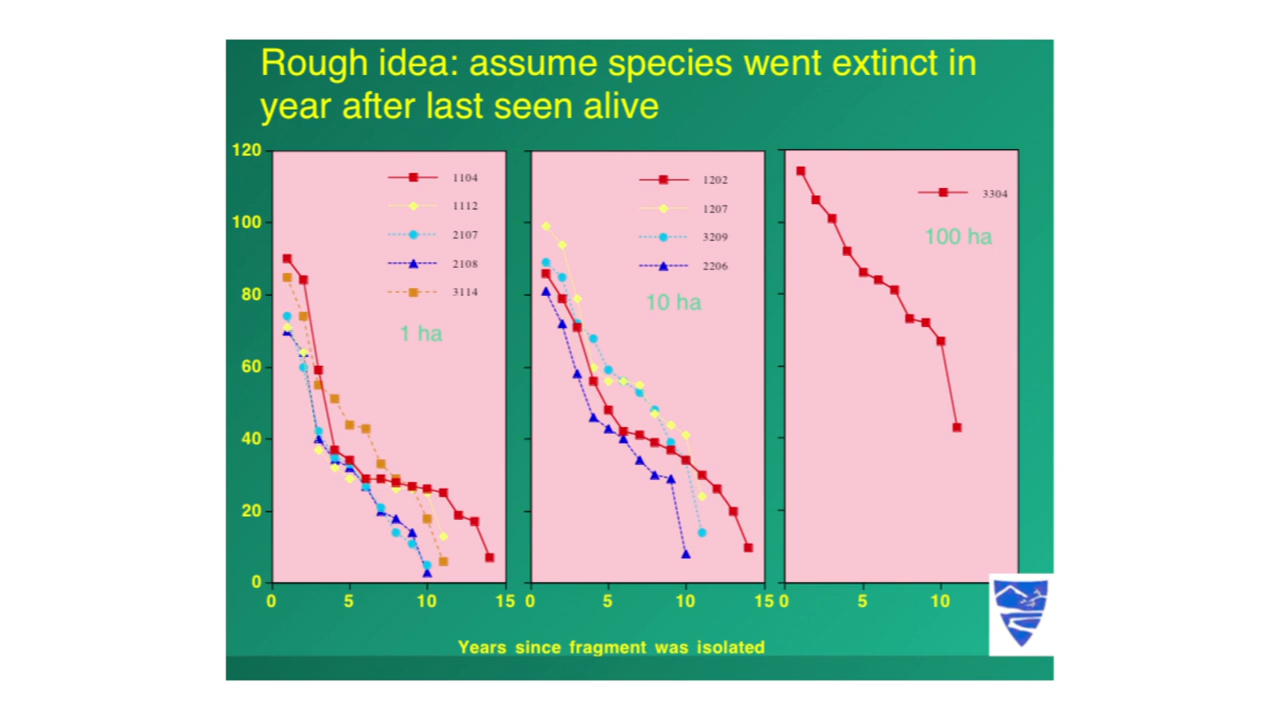 Rough idea: assume species went extinct in
year after last seen alive
120
100
80
60
40
20
0
1104
1112
2107
2108
3114
1 ha
0 5 10 15
1202
1207
3209
2206
10 ha
0 5 10 15
3304
100 ha
0 5 10
Years since fragment was isolated